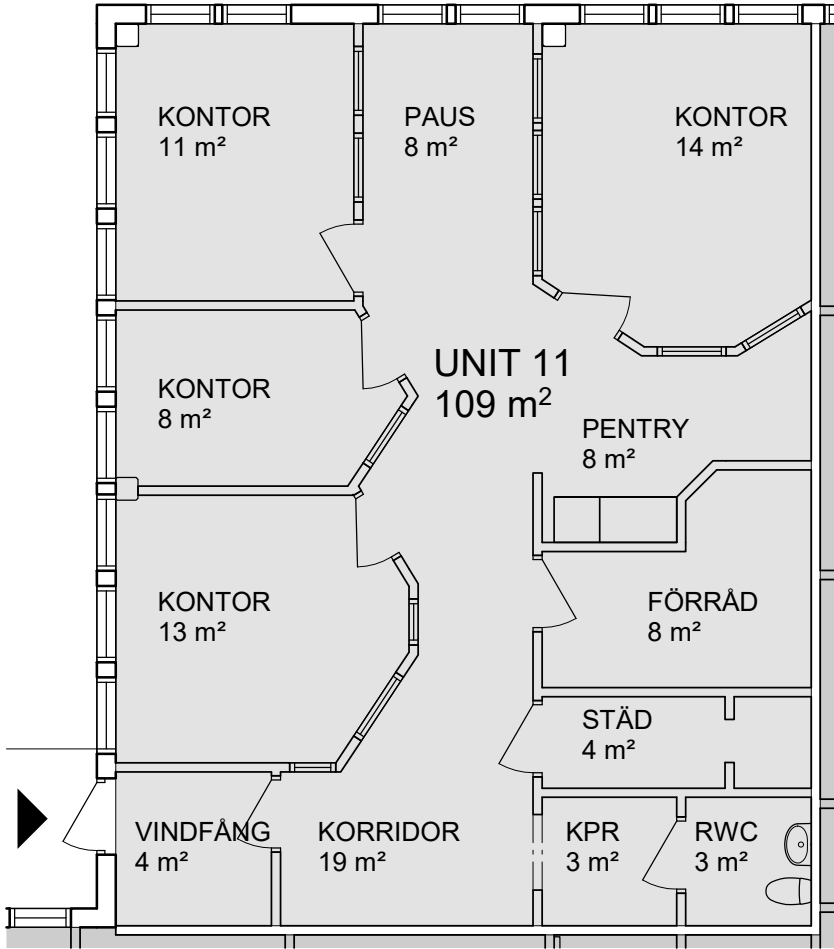 KONTOR
11 m²
PAUS
8 m²
KONTOR
14 m²
UNIT 11
109 m²
KONTOR
8 m²
PENTRY
8 m²
KONTOR
13 m²
FÖRRÅD
8 m²
STÄD
4 m²
VINDFÅNG
4 m²
KORRIDOR
19 m²
KPR
3 m²
RWC
3 m²